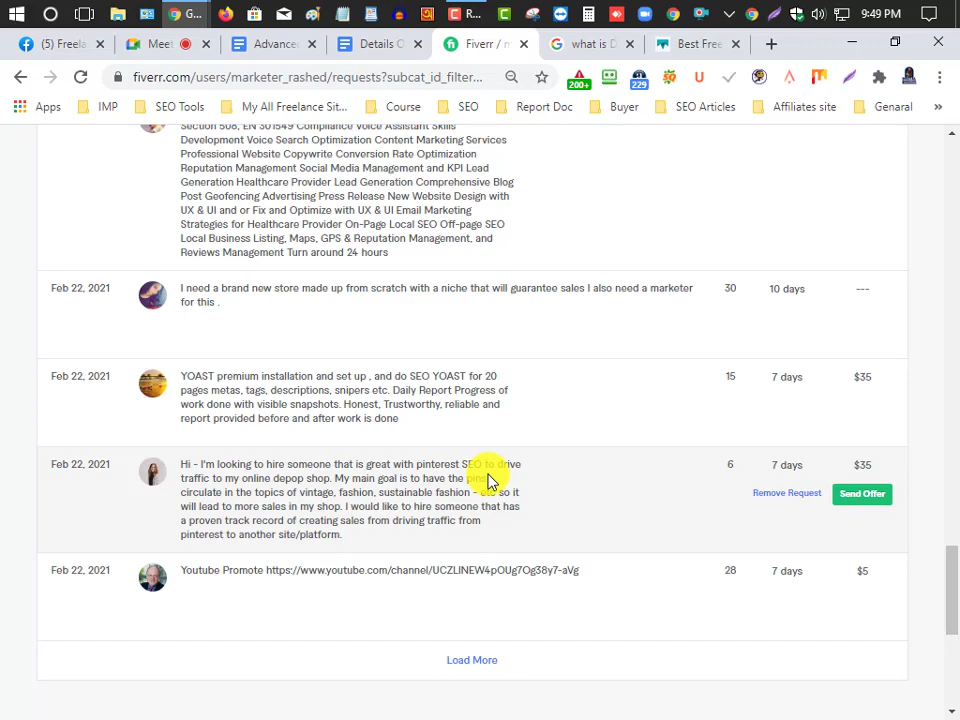 G...
R...
9:49 PM
(5) Freela
Meet
Advance
Details O
Fiverr / m
what is D
Best Free
fiverr.com/users/marketer_rashed/requests?subcat_id_filter...
200+
229
Apps
IMP
SEO Tools
My All Freelance Sit...
Course
SEO
Report Doc
Buyer
SEO Articles
Affiliates site
Genaral
»
Section 508, EN 301549 Compliance Voice Assistant Skills
Development Voice Search Optimization Content Marketing Services
Professional Website Copywrite Conversion Rate Optimization
Reputation Management Social Media Management and KPI Lead
Generation Healthcare Provider Lead Generation Comprehensive Blog
Post Geofencing Advertising Press Release New Website Design with
UX & UI and or Fix and Optimize with UX & UI Email Marketing
Strategies for Healthcare Provider On-Page Local SEO Off-page SEO
Local Business Listing, Maps, GPS & Reputation Management, and
Reviews Management Turn around 24 hours
Feb 22, 2021
I need a brand new store made up from scratch with a niche that will guarantee sales I also need a marketer
for this .
30
10 days
---
Feb 22, 2021
YOAST premium installation and set up , and do SEO YOAST for 20
pages metas, tags, descriptions, snipers etc. Daily Report Progress of
work done with visible snapshots. Honest, Trustworthy, reliable and
report provided before and after work is done
15
7 days
$35
Feb 22, 2021
Hi - I'm looking to hire someone that is great with pinterest SEO to drive
traffic to my online depop shop. My main goal is to have the pins
circulate in the topics of vintage, fashion, sustainable fashion - etc so it
will lead to more sales in my shop. I would like to hire someone that has
a proven track record of creating sales from driving traffic from
pinterest to another site/platform.
6
7 days
$35
Remove Request
Send Offer
Feb 22, 2021
Youtube Promote https://www.youtube.com/channel/UCZLINEW4pOUg7Og38y7-aVg
28
7 days
$5
Load More